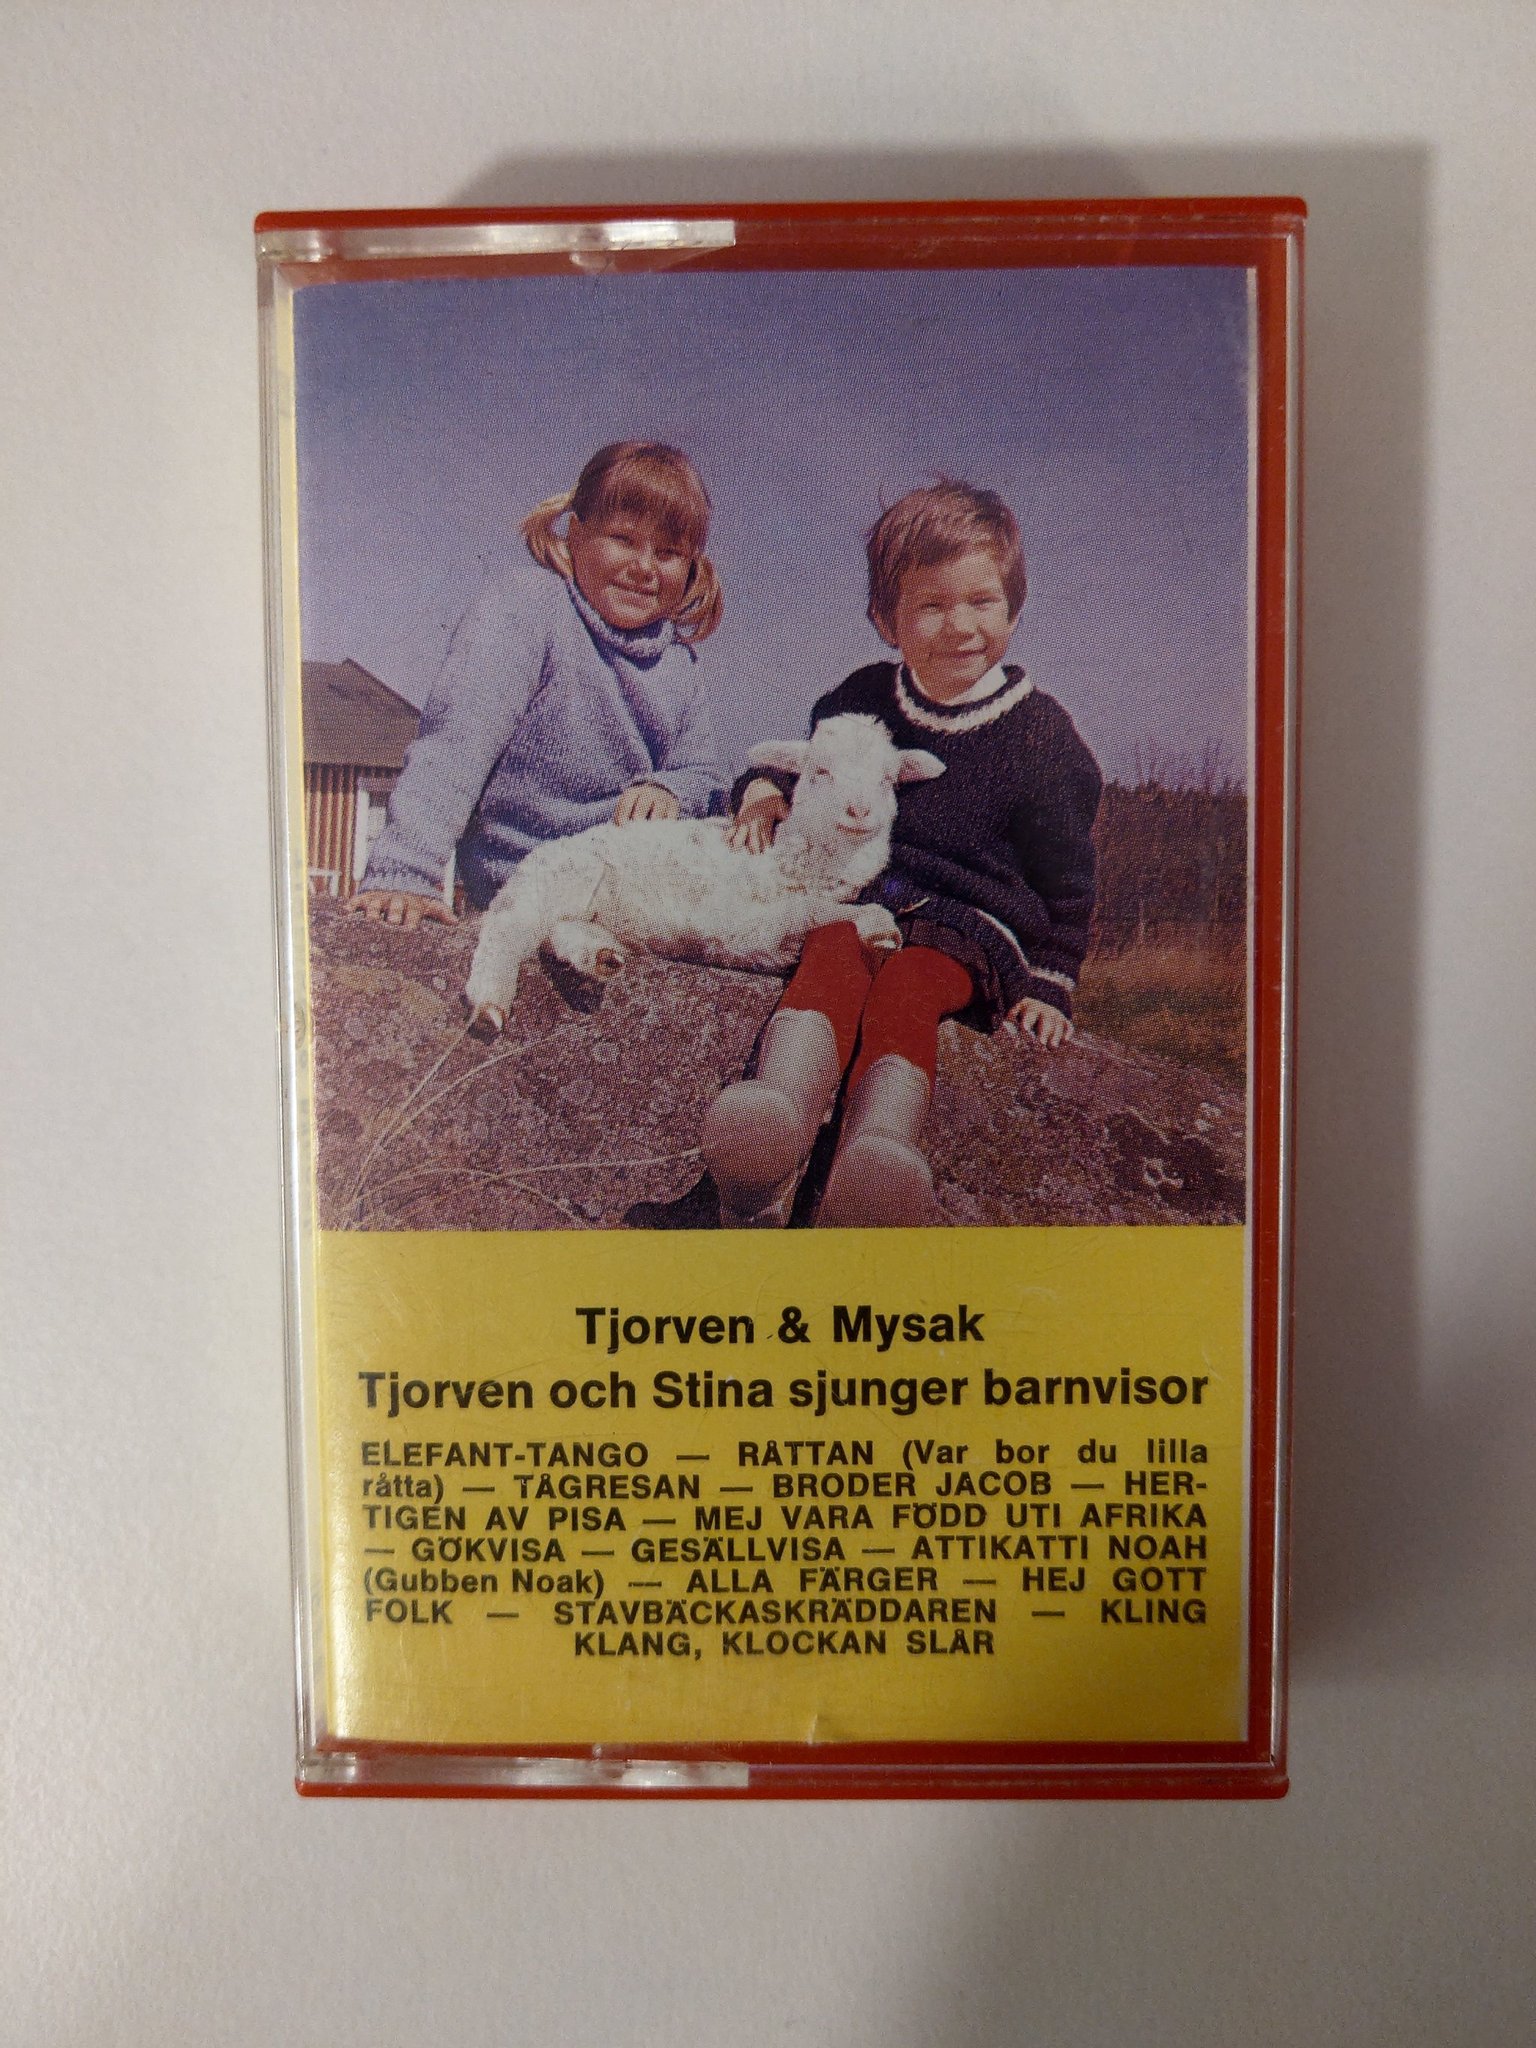 Tjorven & Mysak
Tjorven och Stina sjunger barnvisor
ELEFANT-TANGO — RÅTTAN (Var bor du lilla
råtta) — TÅGRESAN — BRODER JACOB — HER-
TIGEN AV PISA — MEJ VARA FÖDD UTI AFRIKA
— GÖKVISA — GESÄLLVISA — ATTIKATTI NOAH
(Gubben Noak) — ALLA FÄRGER — HEJ GOTT
FOLK — STAVBÄCKASKRÄDDAREN — KLING
KLANG, KLOCKAN SLÅR